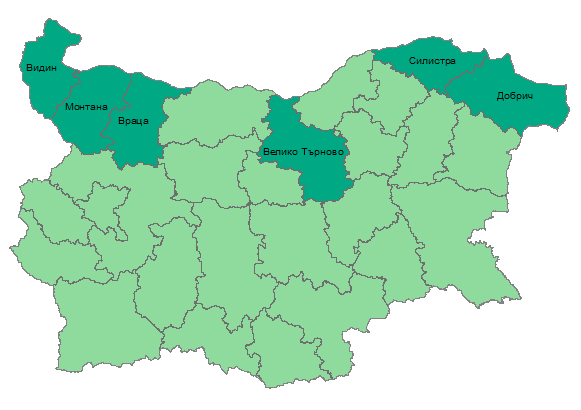 Видин
Монтана
Враца
Велико Търново
Силистра
Добрич